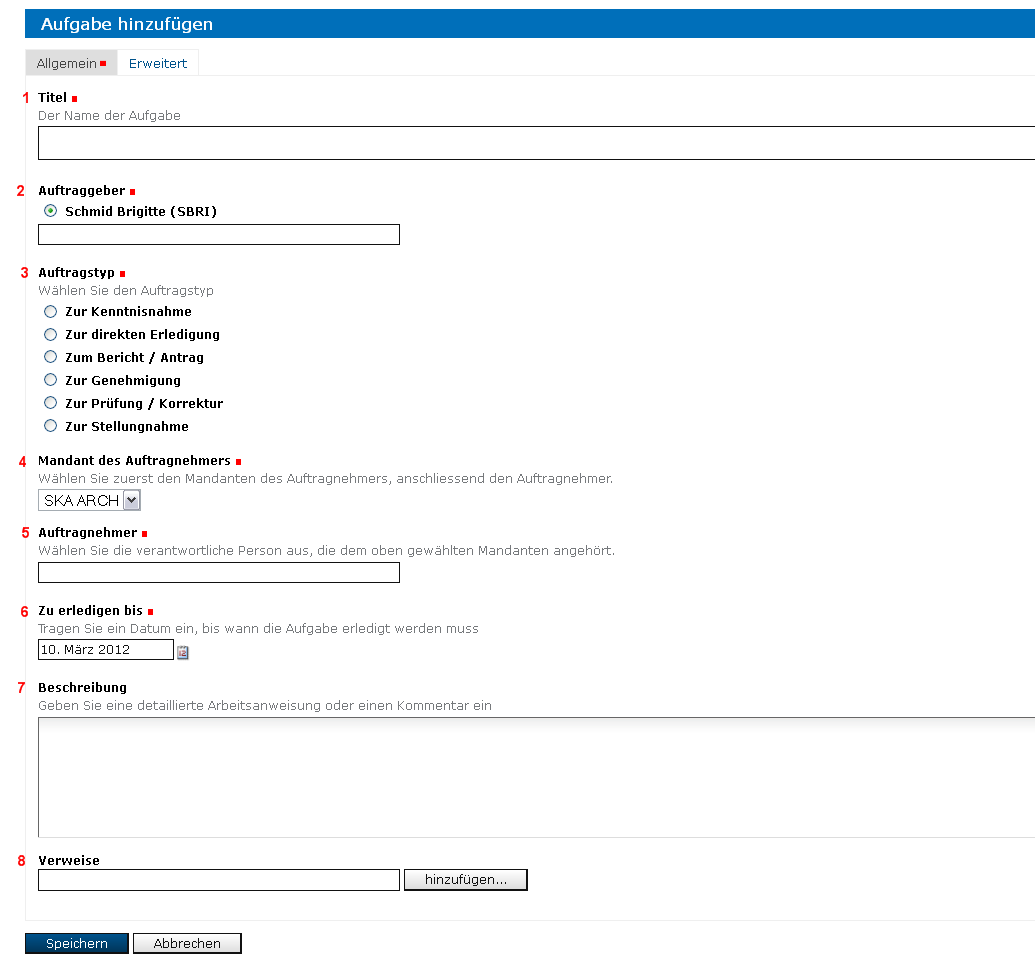 Aufgabe hinzufügen
Allgemein Erweitert
1 Titel
Der Name der Aufgabe
2 Auftraggeber
Schmid Brigitte (SBRI)
3 Auftragstyp
Wählen Sie den Auftragstyp
Zur Kenntnisnahme
Zur direkten Erledigung
Zum Bericht / Antrag
Zur Genehmigung
Zur Prüfung / Korrektur
Zur Stellungnahme
4 Mandant des Auftragnehmers
Wählen Sie zuerst den Mandanten des Auftragnehmers, anschliessend den Auftragnehmer.
SKA ARCH
5 Auftragnehmer
Wählen Sie die verantwortliche Person aus, die dem oben gewählten Mandanten angehört.
6 Zu erledigen bis
Tragen Sie ein Datum ein, bis wann die Aufgabe erledigt werden muss
10. März 2012
7 Beschreibung
Geben Sie eine detaillierte Arbeitsanweisung oder einen Kommentar ein
8 Verweise
hinzufügen...
Speichern Abbrechen